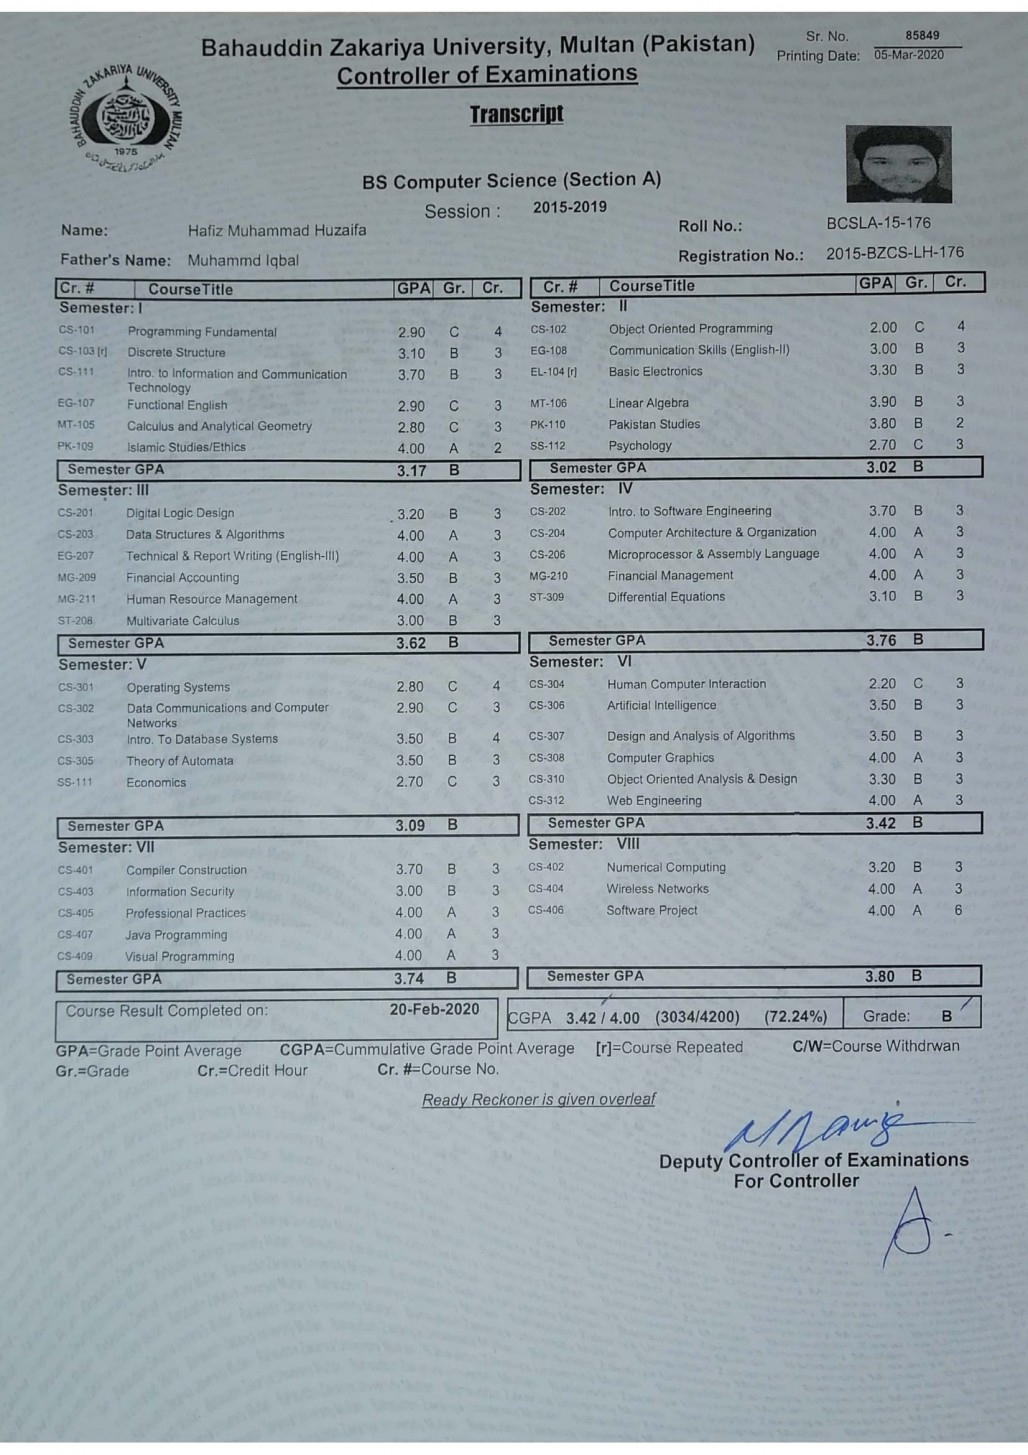 Bahauddin Zakariya University, Multan (Pakistan)
Controller of Examinations
Transcript
Sr. No. 85849
Printing Date: 05-Mar-2020
BAHAUDDIN ZAKARIYA UNIVERSITY MULTAN
1975
BS Computer Science (Section A)
Session : 2015-2019
Name: Hafiz Muhammad Huzaifa
Roll No.: BCSLA-15-176
Father's Name: Muhammd Iqbal
Registration No.: 2015-BZCS-LH-176
Cr. # CourseTitle GPA Gr. Cr.
Semester: I
CS-101 Programming Fundamental 2.90 C 4
CS-103 [r] Discrete Structure 3.10 B 3
CS-111 Intro. to Information and Communication 3.70 B 3
Technology
EG-107 Functional English 2.90 C 3
MT-105 Calculus and Analytical Geometry 2.80 C 3
PK-109 Islamic Studies/Ethics 4.00 A 2
Semester GPA 3.17 B
Cr. # CourseTitle GPA Gr. Cr.
Semester: II
CS-102 Object Oriented Programming 2.00 C 4
EG-108 Communication Skills (English-II) 3.00 B 3
EL-104 [r] Basic Electronics 3.30 B 3
MT-106 Linear Algebra 3.90 B 3
PK-110 Pakistan Studies 3.80 B 2
SS-112 Psychology 2.70 C 3
Semester GPA 3.02 B
Semester: III
CS-201 Digital Logic Design 3.20 B 3
CS-203 Data Structures & Algorithms 4.00 A 3
EG-207 Technical & Report Writing (English-III) 4.00 A 3
MG-209 Financial Accounting 3.50 B 3
MG-211 Human Resource Management 4.00 A 3
ST-208 Multivariate Calculus 3.00 B 3
Semester GPA 3.62 B
Semester: IV
CS-202 Intro. to Software Engineering 3.70 B 3
CS-204 Computer Architecture & Organization 4.00 A 3
CS-206 Microprocessor & Assembly Language 4.00 A 3
MG-210 Financial Management 4.00 A 3
ST-309 Differential Equations 3.10 B 3
Semester GPA 3.76 B
Semester: V
CS-301 Operating Systems 2.80 C 4
CS-302 Data Communications and Computer 2.90 C 3
Networks
CS-303 Intro. To Database Systems 3.50 B 4
CS-305 Theory of Automata 3.50 B 3
SS-111 Economics 2.70 C 3
Semester GPA 3.09 B
Semester: VI
CS-304 Human Computer Interaction 2.20 C 3
CS-306 Artificial Intelligence 3.50 B 3
CS-307 Design and Analysis of Algorithms 3.50 B 3
CS-308 Computer Graphics 4.00 A 3
CS-310 Object Oriented Analysis & Design 3.30 B 3
CS-312 Web Engineering 4.00 A 3
Semester GPA 3.42 B
Semester: VII
CS-401 Compiler Construction 3.70 B 3
CS-403 Information Security 3.00 B 3
CS-405 Professional Practices 4.00 A 3
CS-407 Java Programming 4.00 A 3
CS-409 Visual Programming 4.00 A 3
Semester GPA 3.74 B
Semester: VIII
CS-402 Numerical Computing 3.20 B 3
CS-404 Wireless Networks 4.00 A 3
CS-406 Software Project 4.00 A 6
Semester GPA 3.80 B
Course Result Completed on: 20-Feb-2020
CGPA 3.42 / 4.00 (3034/4200) (72.24%) Grade: B
GPA=Grade Point Average CGPA=Cummulative Grade Point Average [r]=Course Repeated C/W=Course Withdrwan
Gr.=Grade Cr.=Credit Hour Cr. #=Course No.
Ready Reckoner is given overleaf
Deputy Controller of Examinations
For Controller